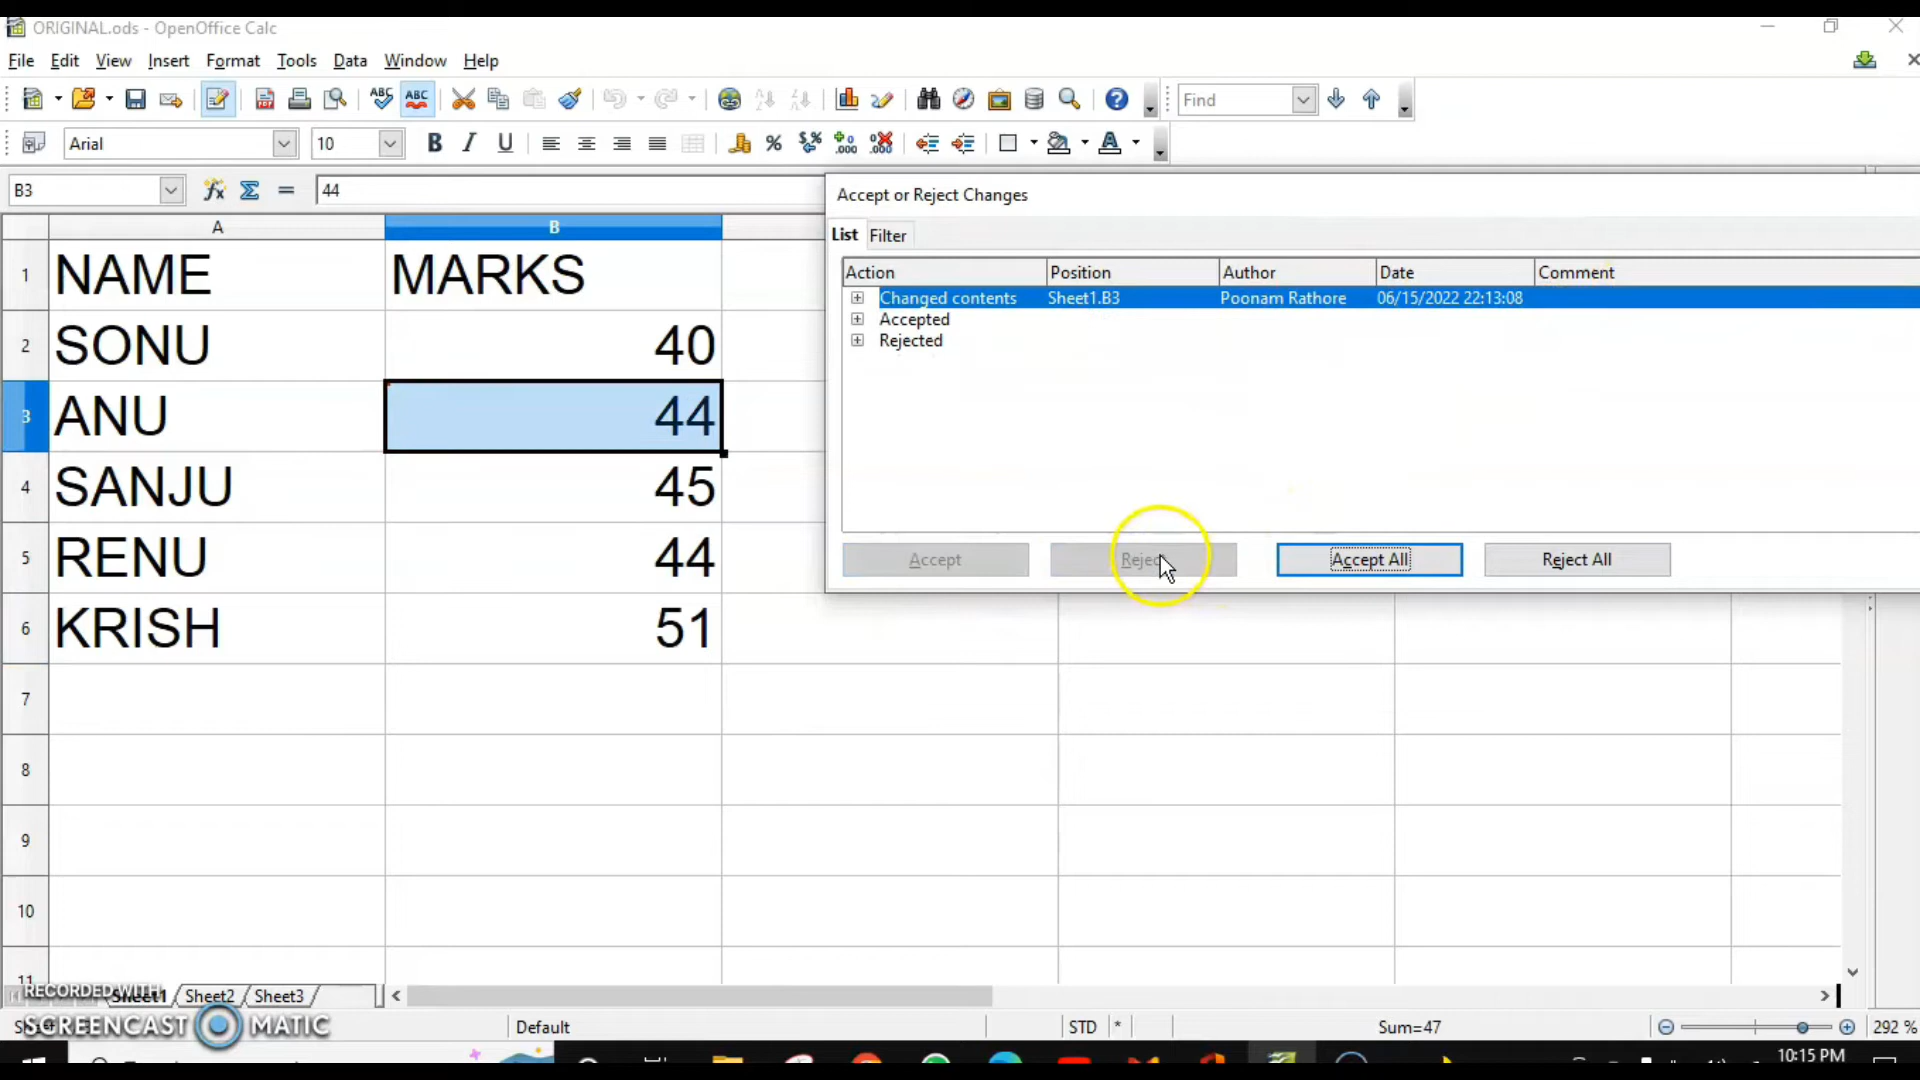 ORIGINAL.ods - OpenOffice Calc
File Edit View Insert Format Tools Data Window Help
Find
Arial 10
B3 44
A B
1 NAME MARKS
2 SONU 40
3 ANU 44
4 SANJU 45
5 RENU 44
6 KRISH 51
7
8
9
10
11
Accept or Reject Changes
List Filter
Action Position Author Date Comment
Changed contents Sheet1.B3 Poonam Rathore 06/15/2022 22:13:08
Accepted
Rejected
Accept Reject Accept All Reject All
Sheet1 Sheet2 Sheet3
RECORDED WITH
SCREENCAST MATIC
Default STD * Sum=47 292 %
10:15 PM